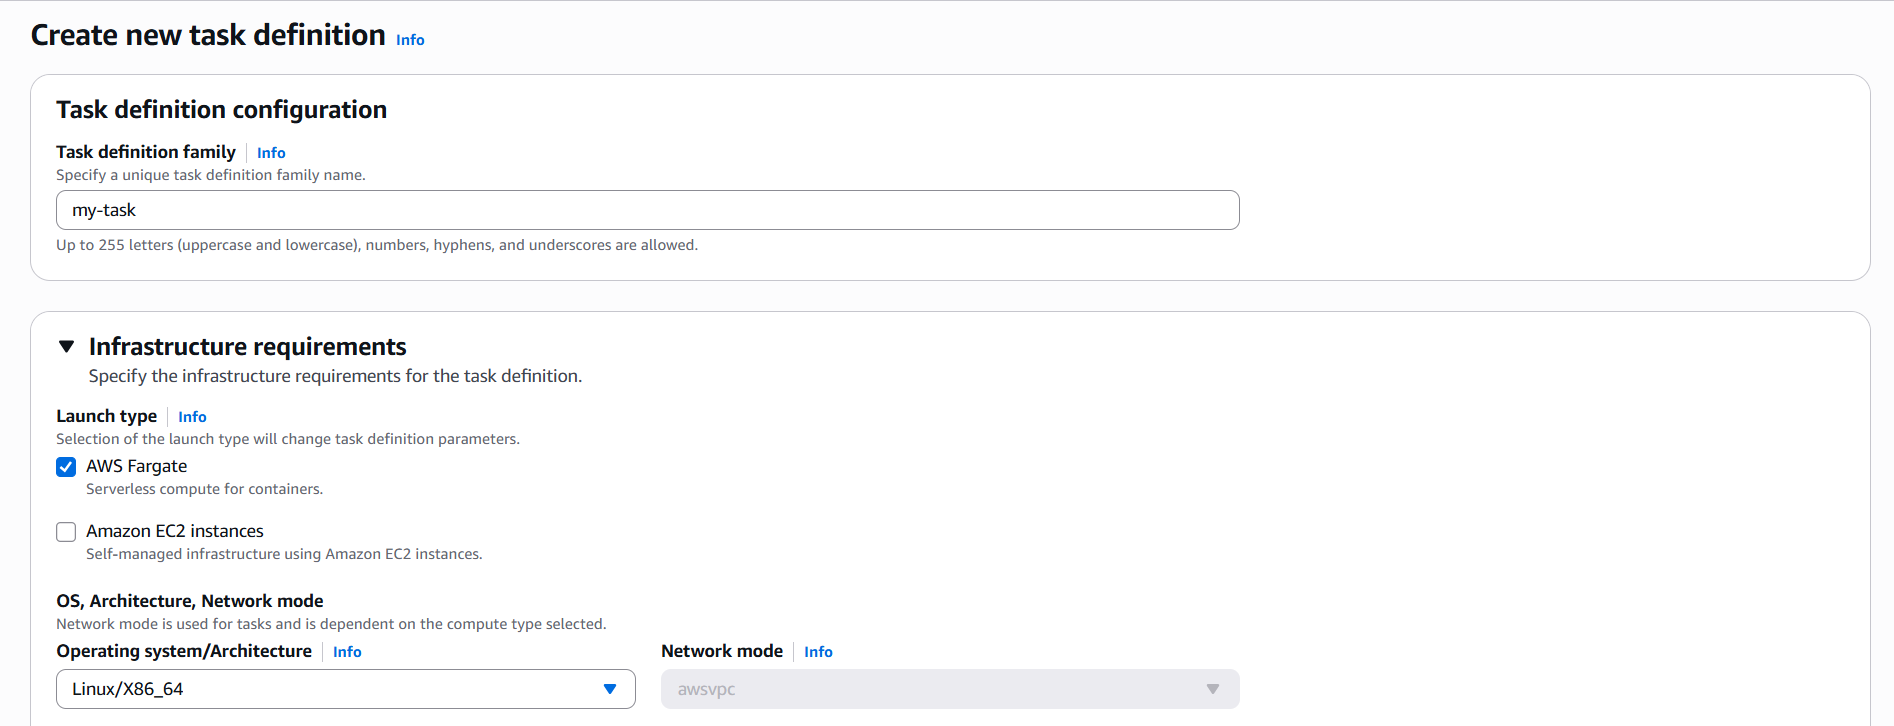 Create new task definition Info
Task definition configuration
Task definition family Info
Specify a unique task definition family name.
my-task
Up to 255 letters (uppercase and lowercase), numbers, hyphens, and underscores are allowed.
Infrastructure requirements
Specify the infrastructure requirements for the task definition.
Launch type Info
Selection of the launch type will change task definition parameters.
AWS Fargate
Serverless compute for containers.
Amazon EC2 instances
Self-managed infrastructure using Amazon EC2 instances.
OS, Architecture, Network mode
Network mode is used for tasks and is dependent on the compute type selected.
Operating system/Architecture Info Network mode Info
Linux/X86_64 awsvpc